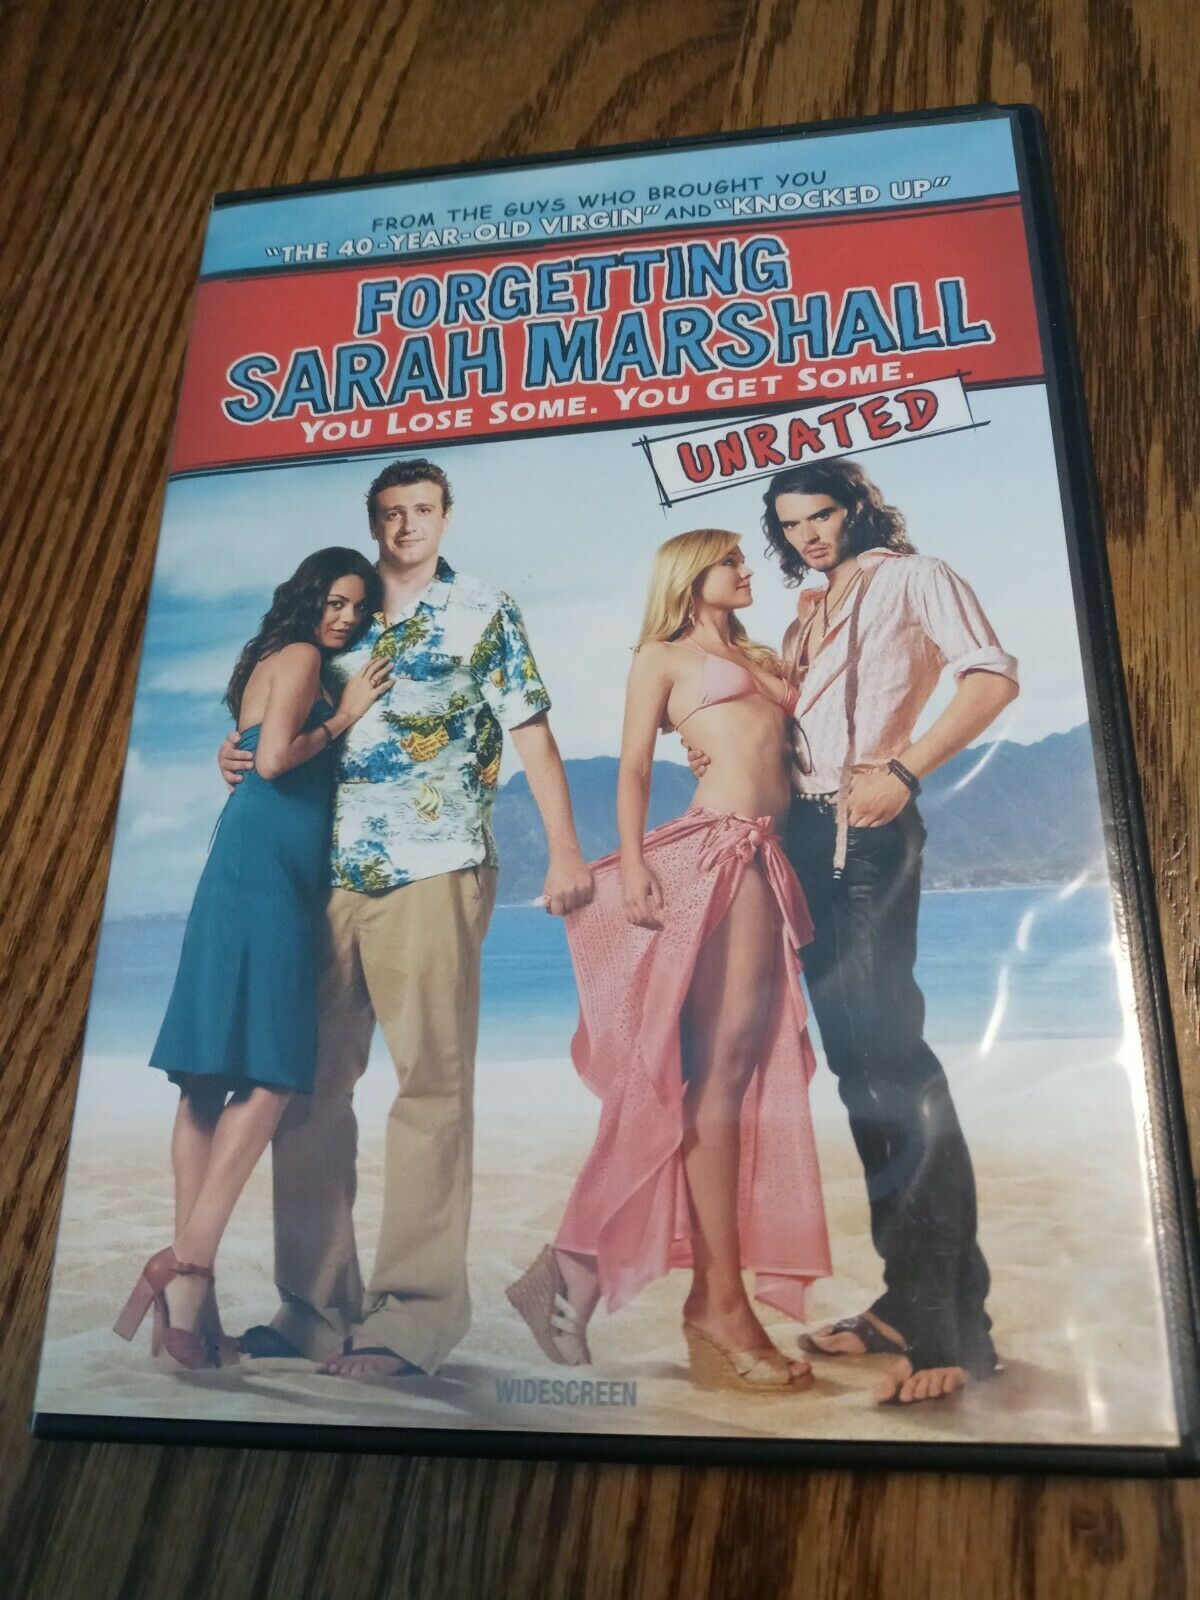 FROM THE GUYS WHO BROUGHT YOU
"THE 40-YEAR-OLD VIRGIN" AND "KNOCKED UP"
FORGETTING
SARAH MARSHALL
YOU LOSE SOME. YOU GET SOME.
UNRATED
WIDESCREEN